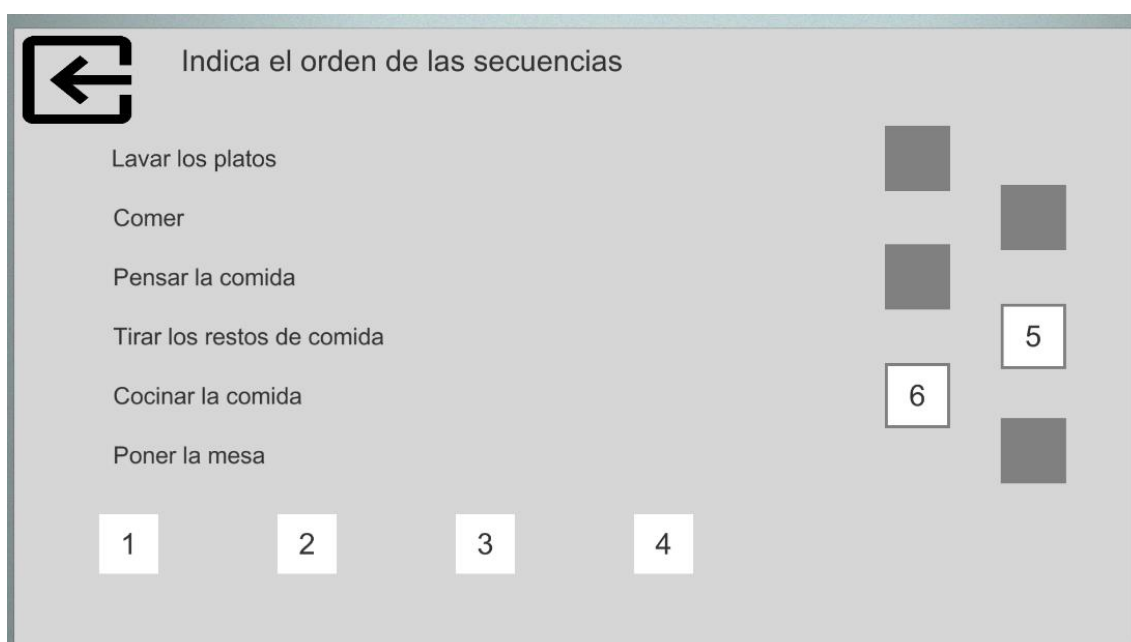 Indica el orden de las secuencias
Lavar los platos
Comer
Pensar la comida
Tirar los restos de comida 5
Cocinar la comida 6
Poner la mesa
1 2 3 4